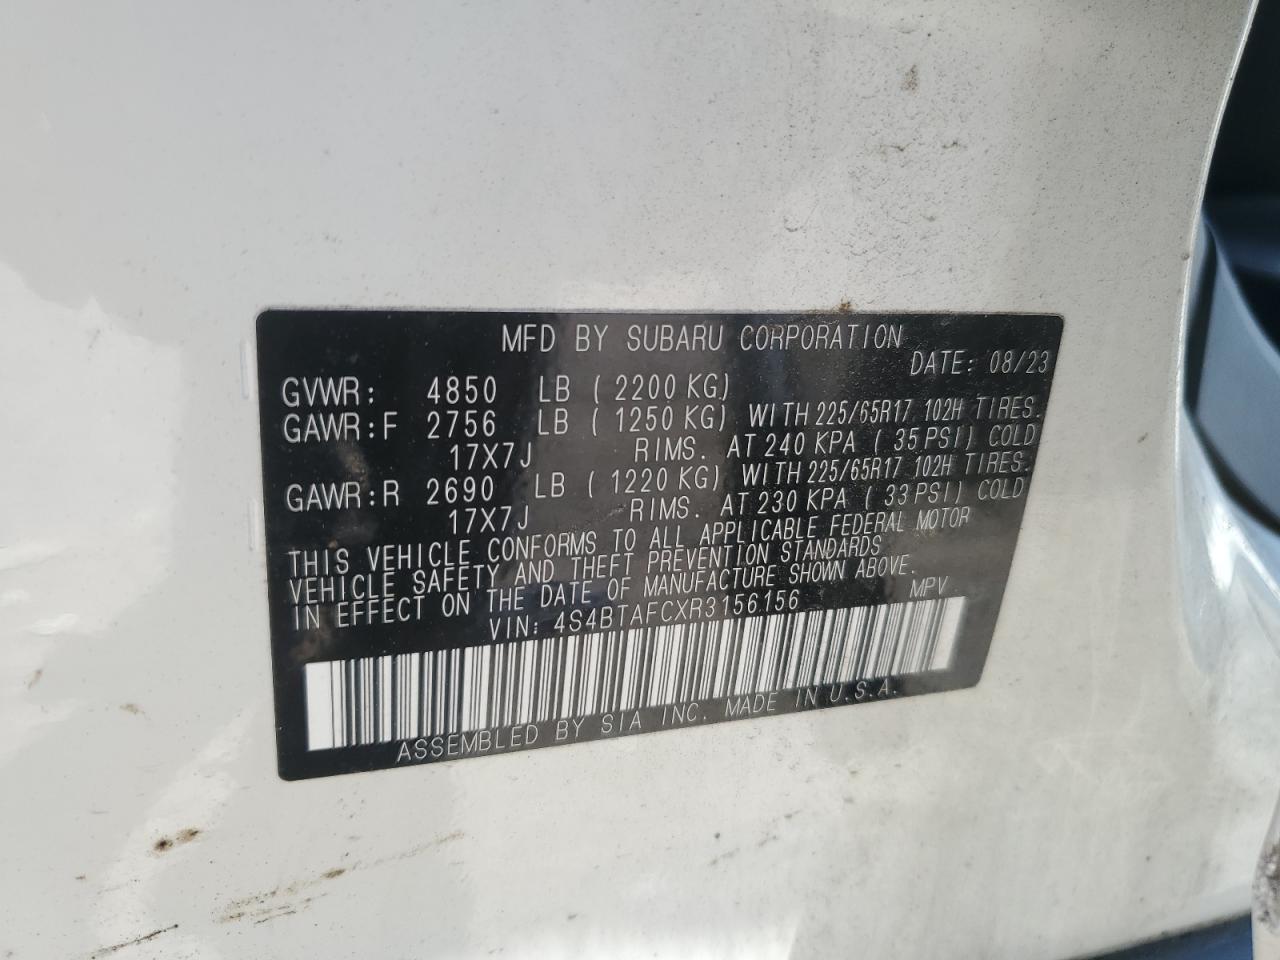 MFD BY SUBARU CORPORATION
DATE: 08/23
GVWR: 4850 LB ( 2200 KG)
GAWR:F 2756 LB ( 1250 KG) WITH 225/65R17 102H TIRES.
17X7J RIMS. AT 240 KPA ( 35 PSI) COLD
GAWR:R 2690 LB ( 1220 KG) WITH 225/65R17 102H TIRES.
17X7J RIMS. AT 230 KPA ( 33 PSI) COLD
THIS VEHICLE CONFORMS TO ALL APPLICABLE FEDERAL MOTOR
VEHICLE SAFETY AND THEFT PREVENTION STANDARDS
IN EFFECT ON THE DATE OF MANUFACTURE SHOWN ABOVE.
VIN: 4S4BTAFCXR3156156 MPV
ASSEMBLED BY SIA INC. MADE IN U.S.A.